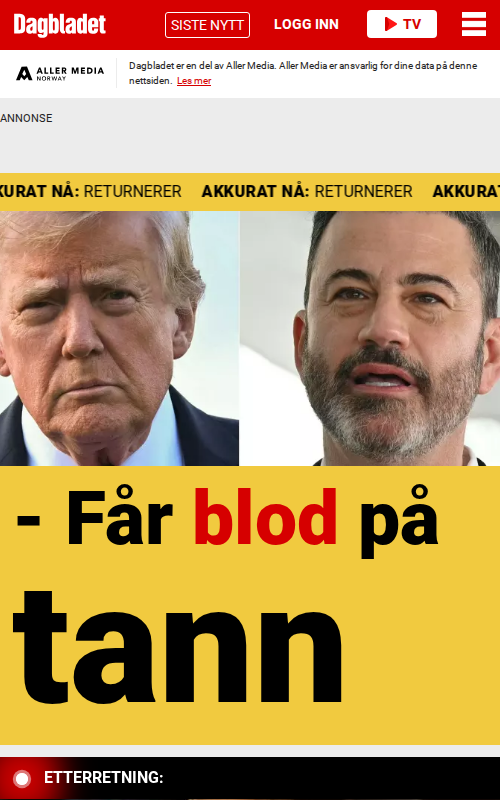 Dagbladet
SISTE NYTT
LOGG INN
TV
ALLER MEDIA
NORWAY
Dagbladet er en del av Aller Media. Aller Media er ansvarlig for dine data på denne
nettsiden. Les mer
ANNONSE
KURAT NÅ: RETURNERER AKKURAT NÅ: RETURNERER AKKURAT
- Får blod på
tann
ETTERRETNING: